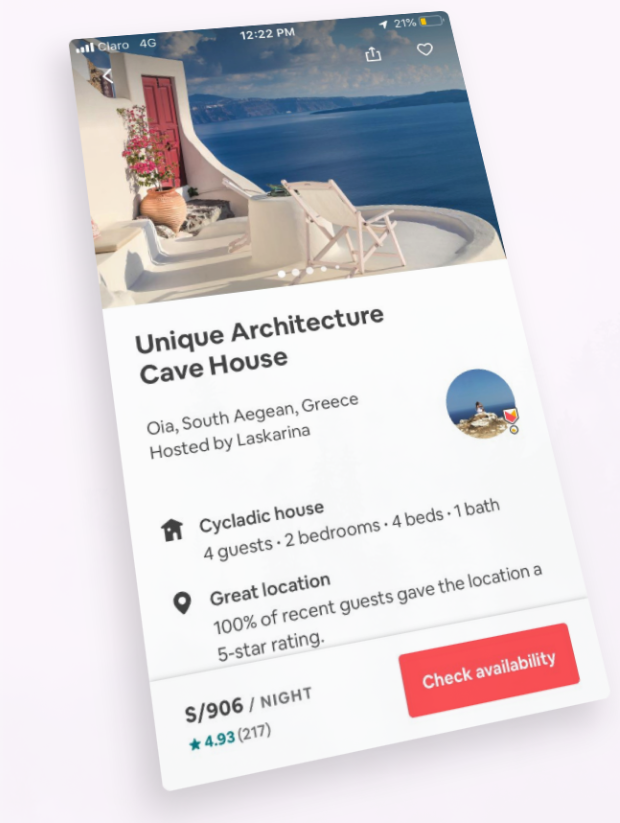 Claro 4G 12:22 PM 21%
Unique Architecture
Cave House
Oia, South Aegean, Greece
Hosted by Laskarina
Cycladic house
4 guests · 2 bedrooms · 4 beds · 1 bath
Great location
100% of recent guests gave the location a
5-star rating.
S/906 / NIGHT
Check availability
★ 4.93 (217)